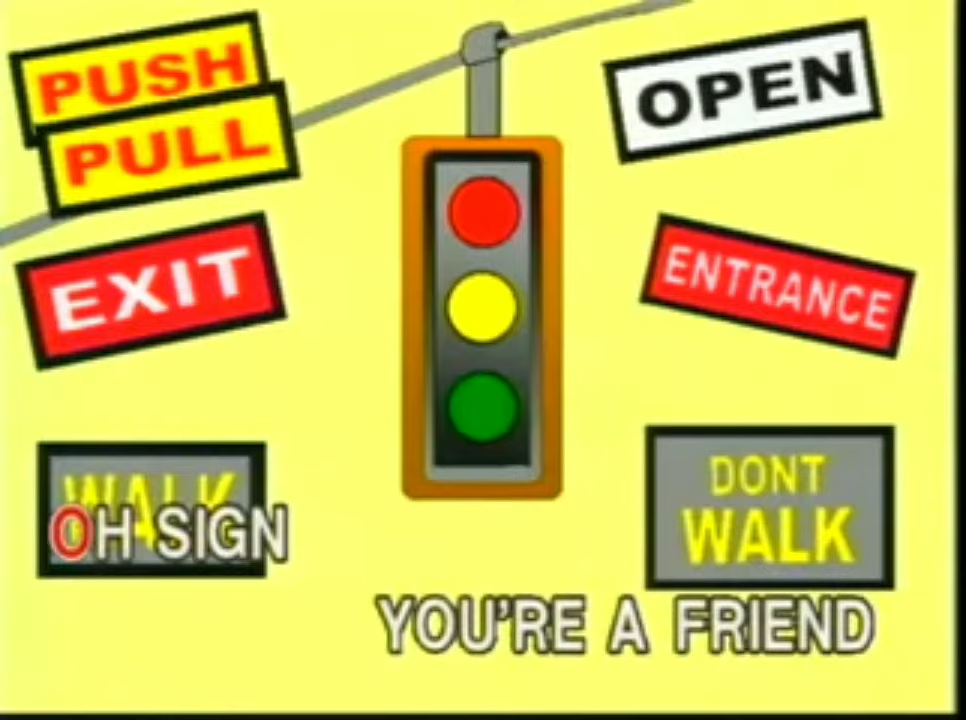 PUSH
PULL
OPEN
EXIT
ENTRANCE
WALK
DONT
WALK
OH SIGN
YOU'RE A FRIEND